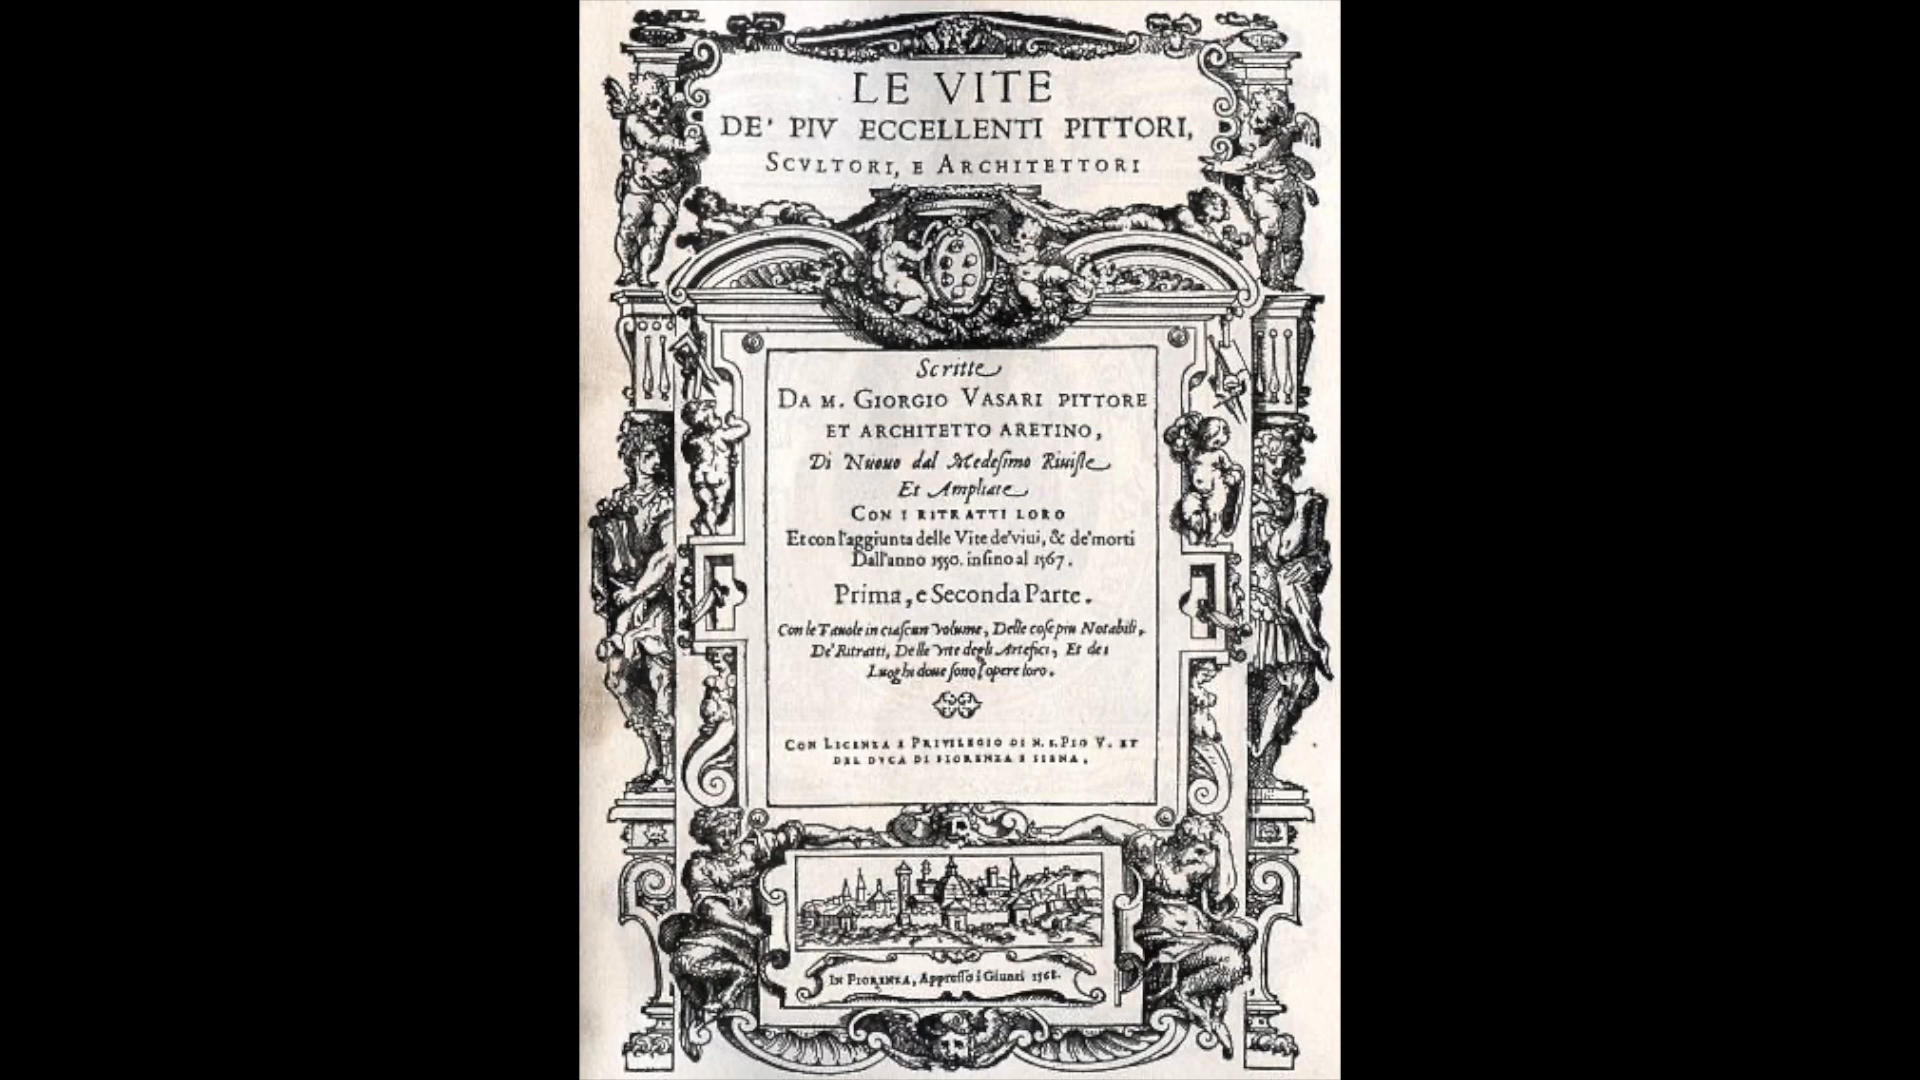 LE VITE
DE' PIV ECCELLENTI PITTORI,
SCVLTORI, E ARCHITETTORI
Scritte
DA M. GIORGIO VASARI PITTORE
ET ARCHITETTO ARETINO,
Di Nuouo dal Medesimo Riuiste
Et Ampliate
CON I RITRATTI LORO
Et con l'aggiunta delle Vite de' viui, & de' morti
Dall'anno 1550. insino al 1567.
Prima, e Seconda Parte.
Con le Tauole in ciascun volume, Delle cose piu Notabili,
De' Ritratti, Delle vite degli Artefici, Et dei
Luoghi doue sono l'opere loro.
CON LICENZA E PRIVILEGIO DI N. S. PIO V. ET
DEL DVCA DI FIORENZA E SIENA.
IN FIORENZA, Appresso i Giunti 1568.